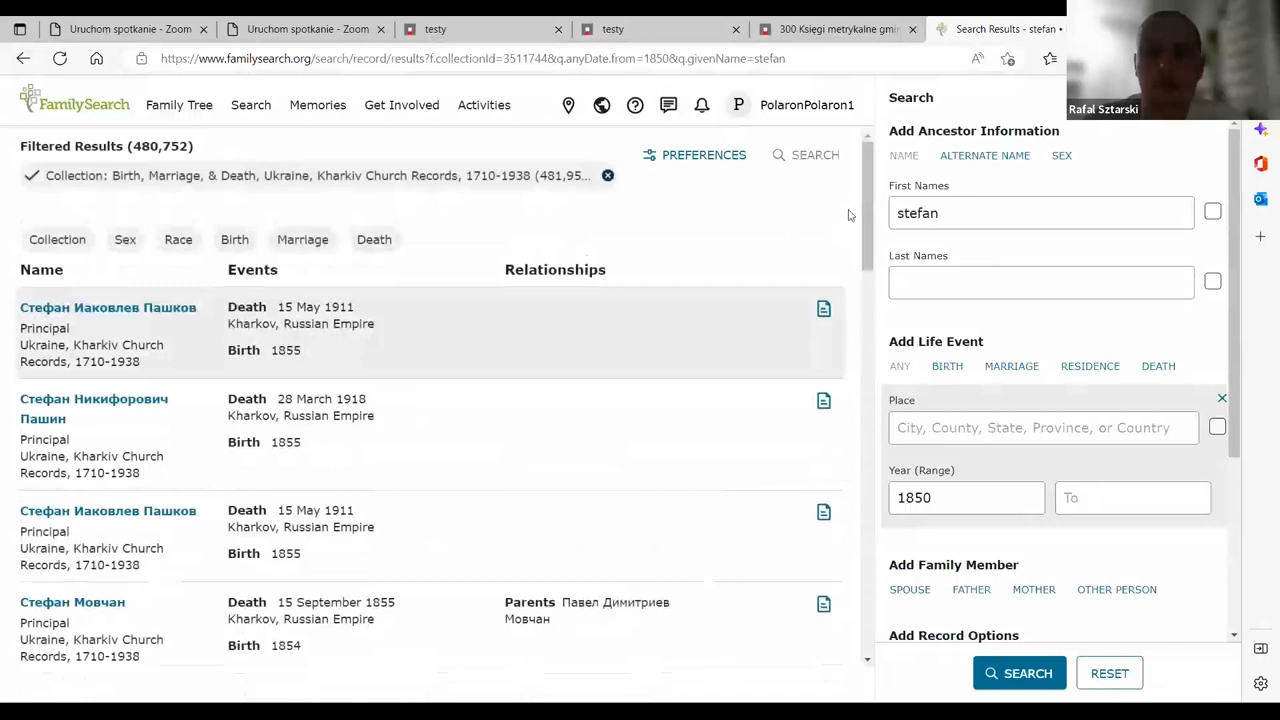 Uruchom spotkanie - Zoom
Uruchom spotkanie - Zoom
testy
testy
300 Księgi metrykalne gmin
Search Results - stefan •
https://www.familysearch.org/search/record/results?f.collectionId=3511744&q.anyDate.from=1850&q.givenName=stefan
Rafal Sztarski
FamilySearch
Family Tree
Search
Memories
Get Involved
Activities
P
PolaronPolaron1
Filtered Results (480,752)
PREFERENCES
SEARCH
Collection: Birth, Marriage, & Death, Ukraine, Kharkiv Church Records, 1710-1938 (481,95...
Collection
Sex
Race
Birth
Marriage
Death
Name
Events
Relationships
Стефан Иаковлев Пашков
Principal
Ukraine, Kharkiv Church
Records, 1710-1938
Death 15 May 1911
Kharkov, Russian Empire
Birth 1855
Стефан Никифорович
Пашин
Principal
Ukraine, Kharkiv Church
Records, 1710-1938
Death 28 March 1918
Kharkov, Russian Empire
Birth 1855
Стефан Иаковлев Пашков
Principal
Ukraine, Kharkiv Church
Records, 1710-1938
Death 15 May 1911
Kharkov, Russian Empire
Birth 1855
Стефан Мовчан
Principal
Ukraine, Kharkiv Church
Records, 1710-1938
Death 15 September 1855
Kharkov, Russian Empire
Birth 1854
Parents Павел Димитриев
Мовчан
Search
Add Ancestor Information
NAME
ALTERNATE NAME
SEX
First Names
stefan
Last Names
Add Life Event
ANY
BIRTH
MARRIAGE
RESIDENCE
DEATH
Place
City, County, State, Province, or Country
Year (Range)
1850
To
Add Family Member
SPOUSE
FATHER
MOTHER
OTHER PERSON
Add Record Options
SEARCH
RESET